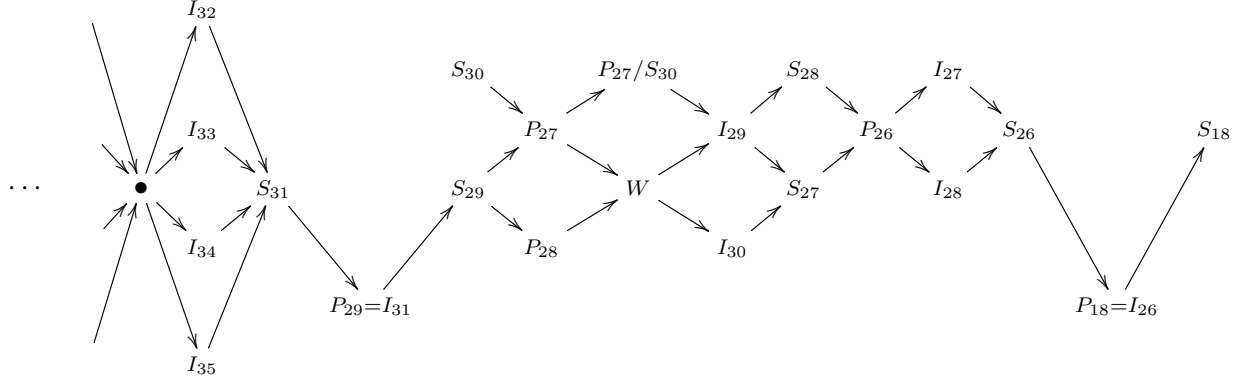 I₃₂
S₃₀ P₂₇/S₃₀ S₂₈ I₂₇
I₃₃ P₂₇ I₂₉ P₂₆ S₂₆ S₁₈
⋯ • S₃₁ S₂₉ W S₂₇ I₂₈
I₃₄ P₂₈ I₃₀
P₂₉=I₃₁ P₁₈=I₂₆
I₃₅